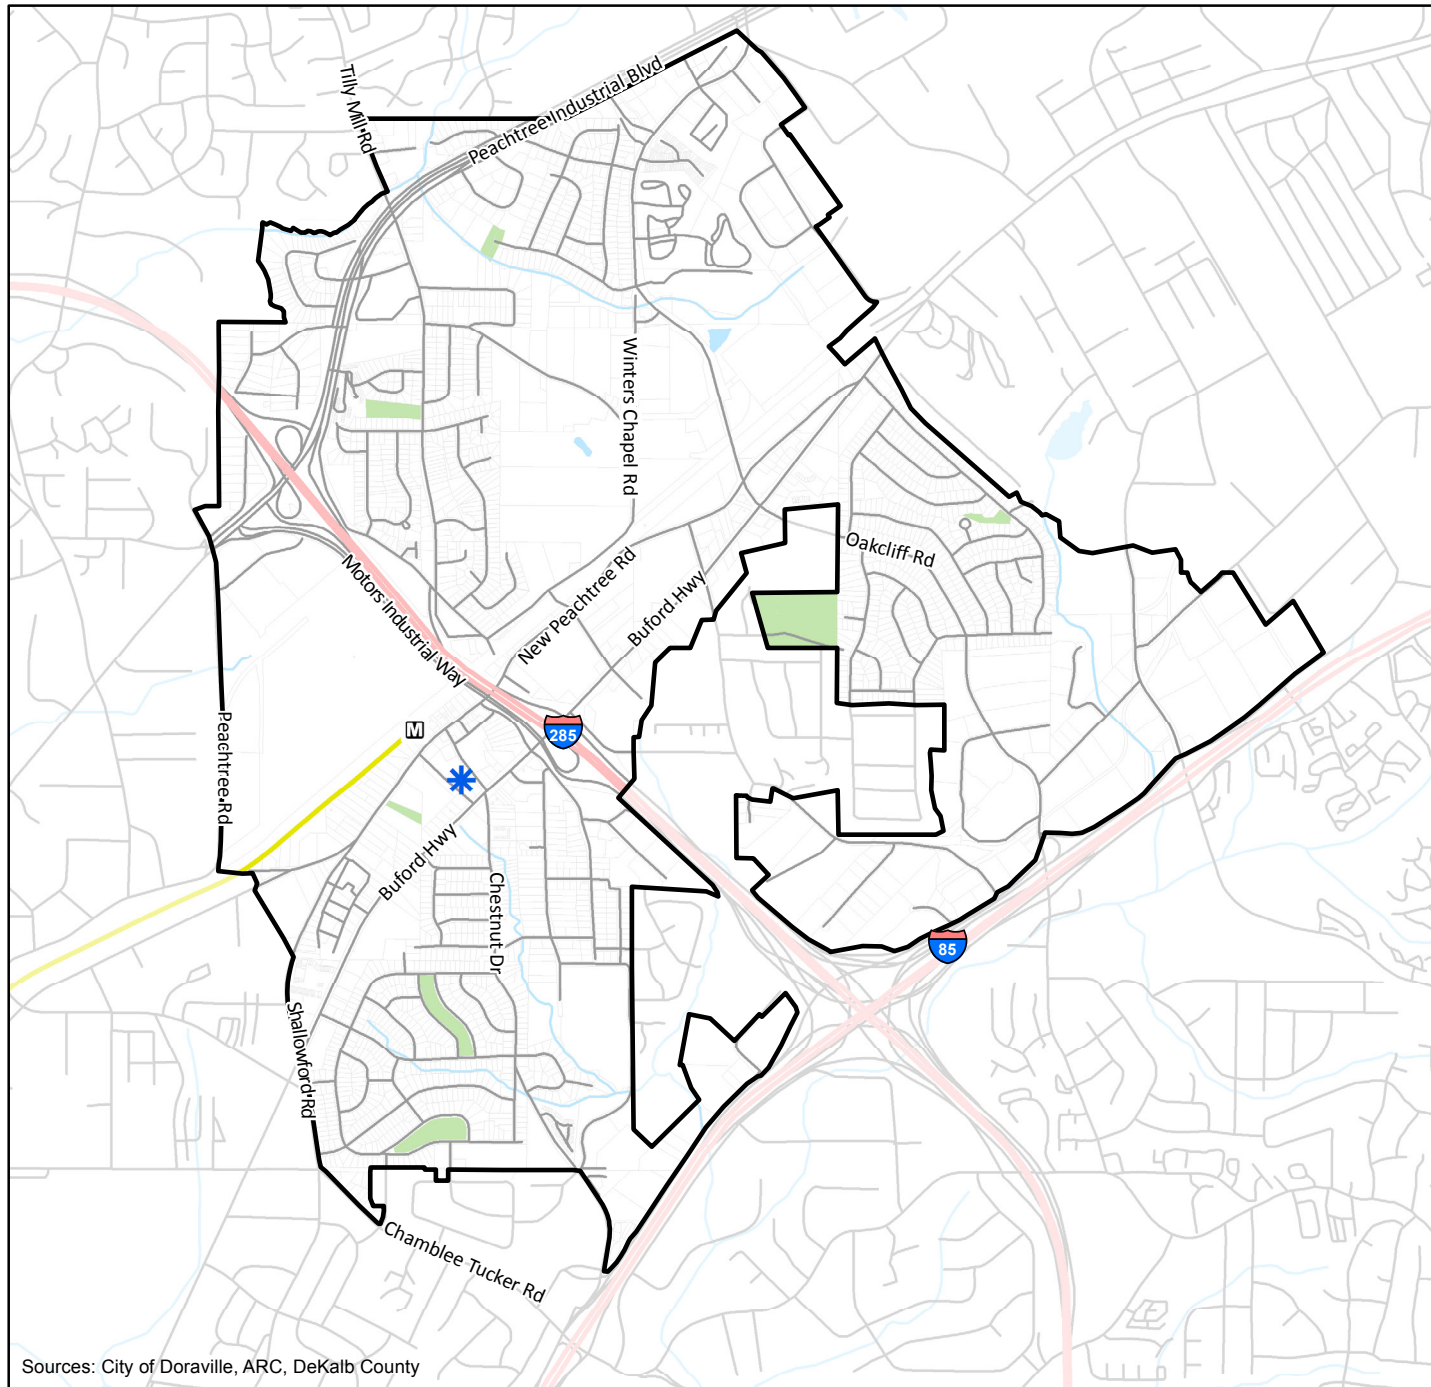 Tilly Mill Rd
Peachtree Industrial Blvd
Winters Chapel Rd
Oakcliff Rd
Motors Industrial Way
New Peachtree Rd
Buford Hwy
Peachtree Rd
M
285
Buford Hwy
Chestnut Dr
85
Shallowford Rd
Chamblee Tucker Rd
Sources: City of Doraville, ARC, DeKalb County